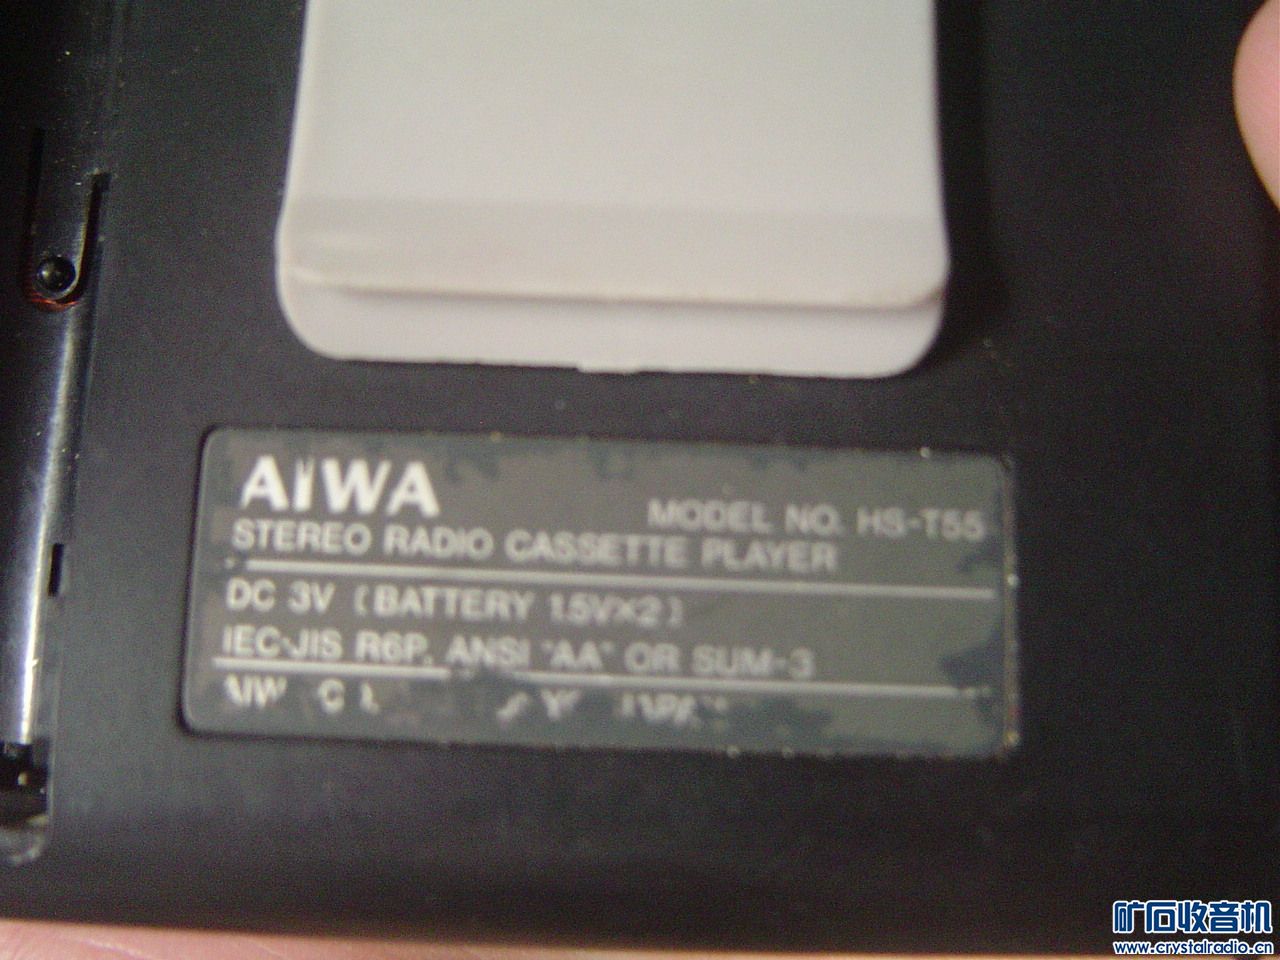 AIWA
MODEL NO. HS-T55
STEREO RADIO CASSETTE PLAYER
DC 3V [BATTERY 1.5V×2]
IEC·JIS R6P, ANSI "AA" OR SUM-3
矿石收音机
www.crystalradio.cn